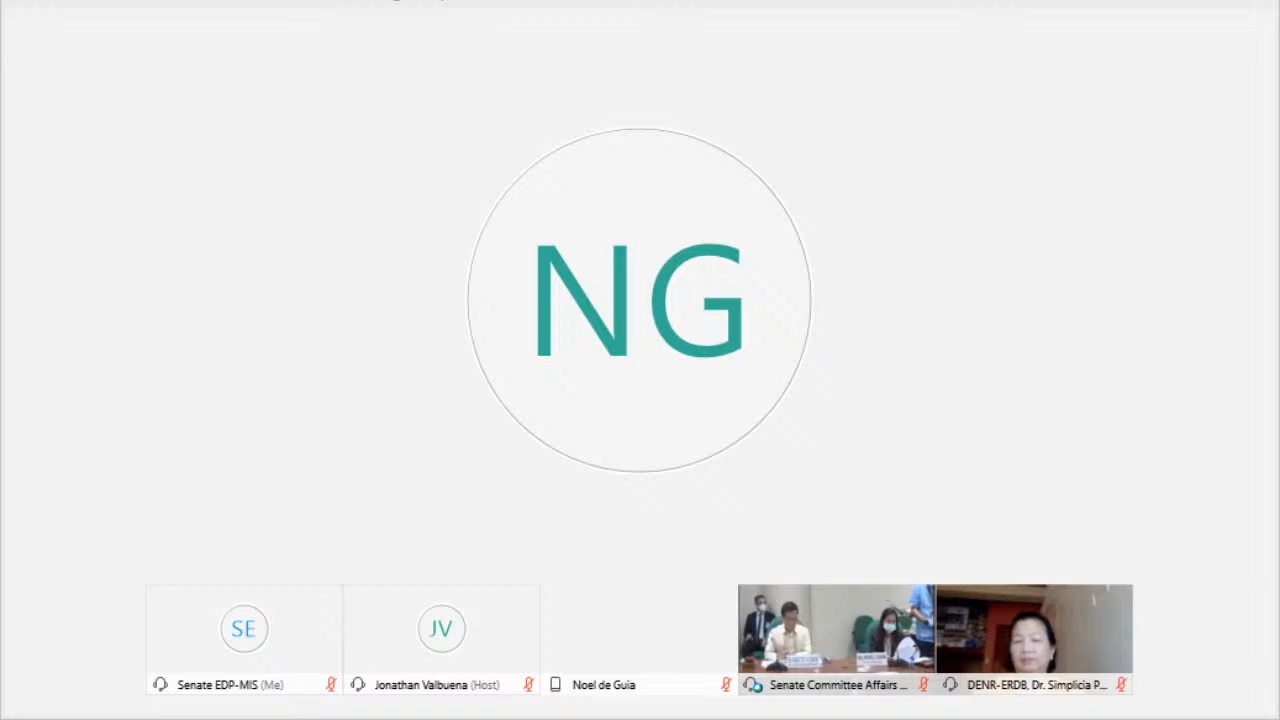 NG
SE
JV
Senate EDP-MIS (Me)
Jonathan Valbuena (Host)
Noel de Guia
Senate Committee Affairs ...
DENR-ERDB, Dr. Simplicia P...